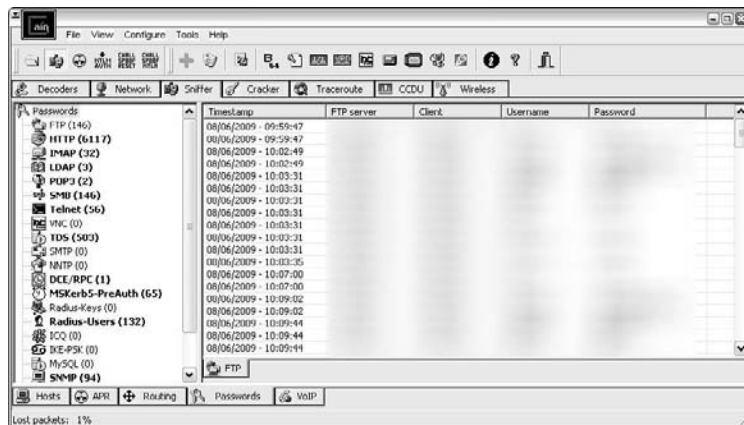 File View Configure Tools Help
Decoders Network Sniffer Cracker Traceroute CCDU Wireless
Passwords
FTP (146)
HTTP (6117)
IMAP (32)
LDAP (3)
POP3 (2)
SMB (146)
Telnet (56)
VNC (0)
TDS (503)
SMTP (0)
NNTP (0)
DCE/RPC (1)
MSKerb5-PreAuth (65)
Radius-Keys (0)
Radius-Users (132)
ICQ (0)
IKE-PSK (0)
MySQL (0)
SNMP (94)
Timestamp FTP server Client Username Password
08/06/2009 - 09:59:47
08/06/2009 - 09:59:47
08/06/2009 - 10:02:49
08/06/2009 - 10:02:49
08/06/2009 - 10:03:31
08/06/2009 - 10:03:31
08/06/2009 - 10:03:31
08/06/2009 - 10:03:31
08/06/2009 - 10:03:31
08/06/2009 - 10:03:31
08/06/2009 - 10:03:31
08/06/2009 - 10:03:35
08/06/2009 - 10:07:00
08/06/2009 - 10:07:00
08/06/2009 - 10:09:02
08/06/2009 - 10:09:02
08/06/2009 - 10:09:44
08/06/2009 - 10:09:44
08/06/2009 - 10:09:44
FTP
Hosts APR Routing Passwords VoIP
Lost packets: 1%